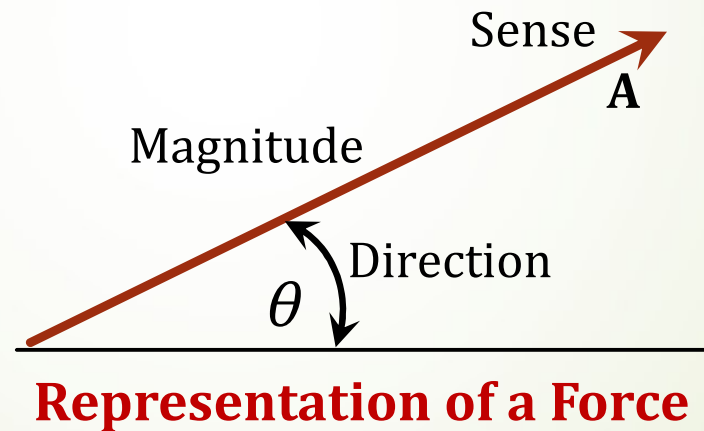 Sense
A
Magnitude
Direction
θ
Representation of a Force